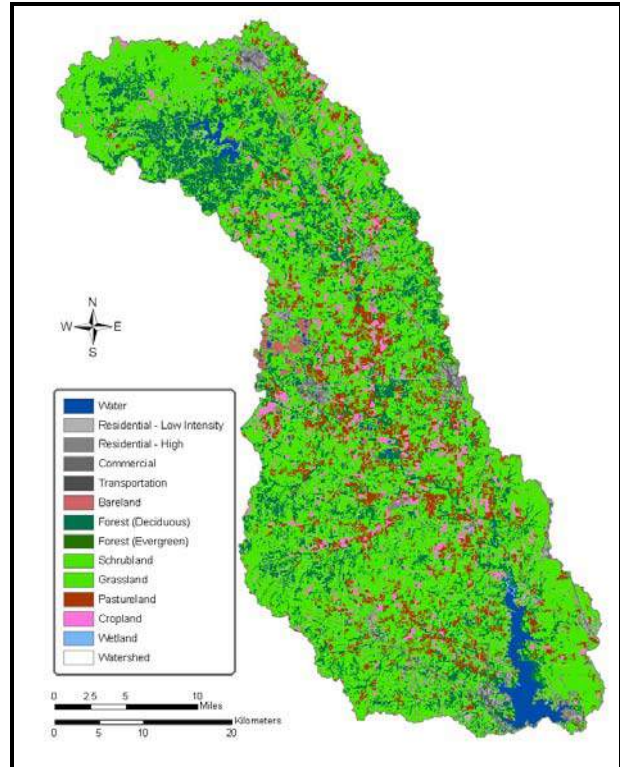 N
W E
S
Water
Residential - Low Intensity
Residential - High
Commercial
Transportation
Bareland
Forest (Deciduous)
Forest (Evergreen)
Schrubland
Grassland
Pastureland
Cropland
Wetland
Watershed
0 2.5 5 10
Miles
Kilometers
0 5 10 20